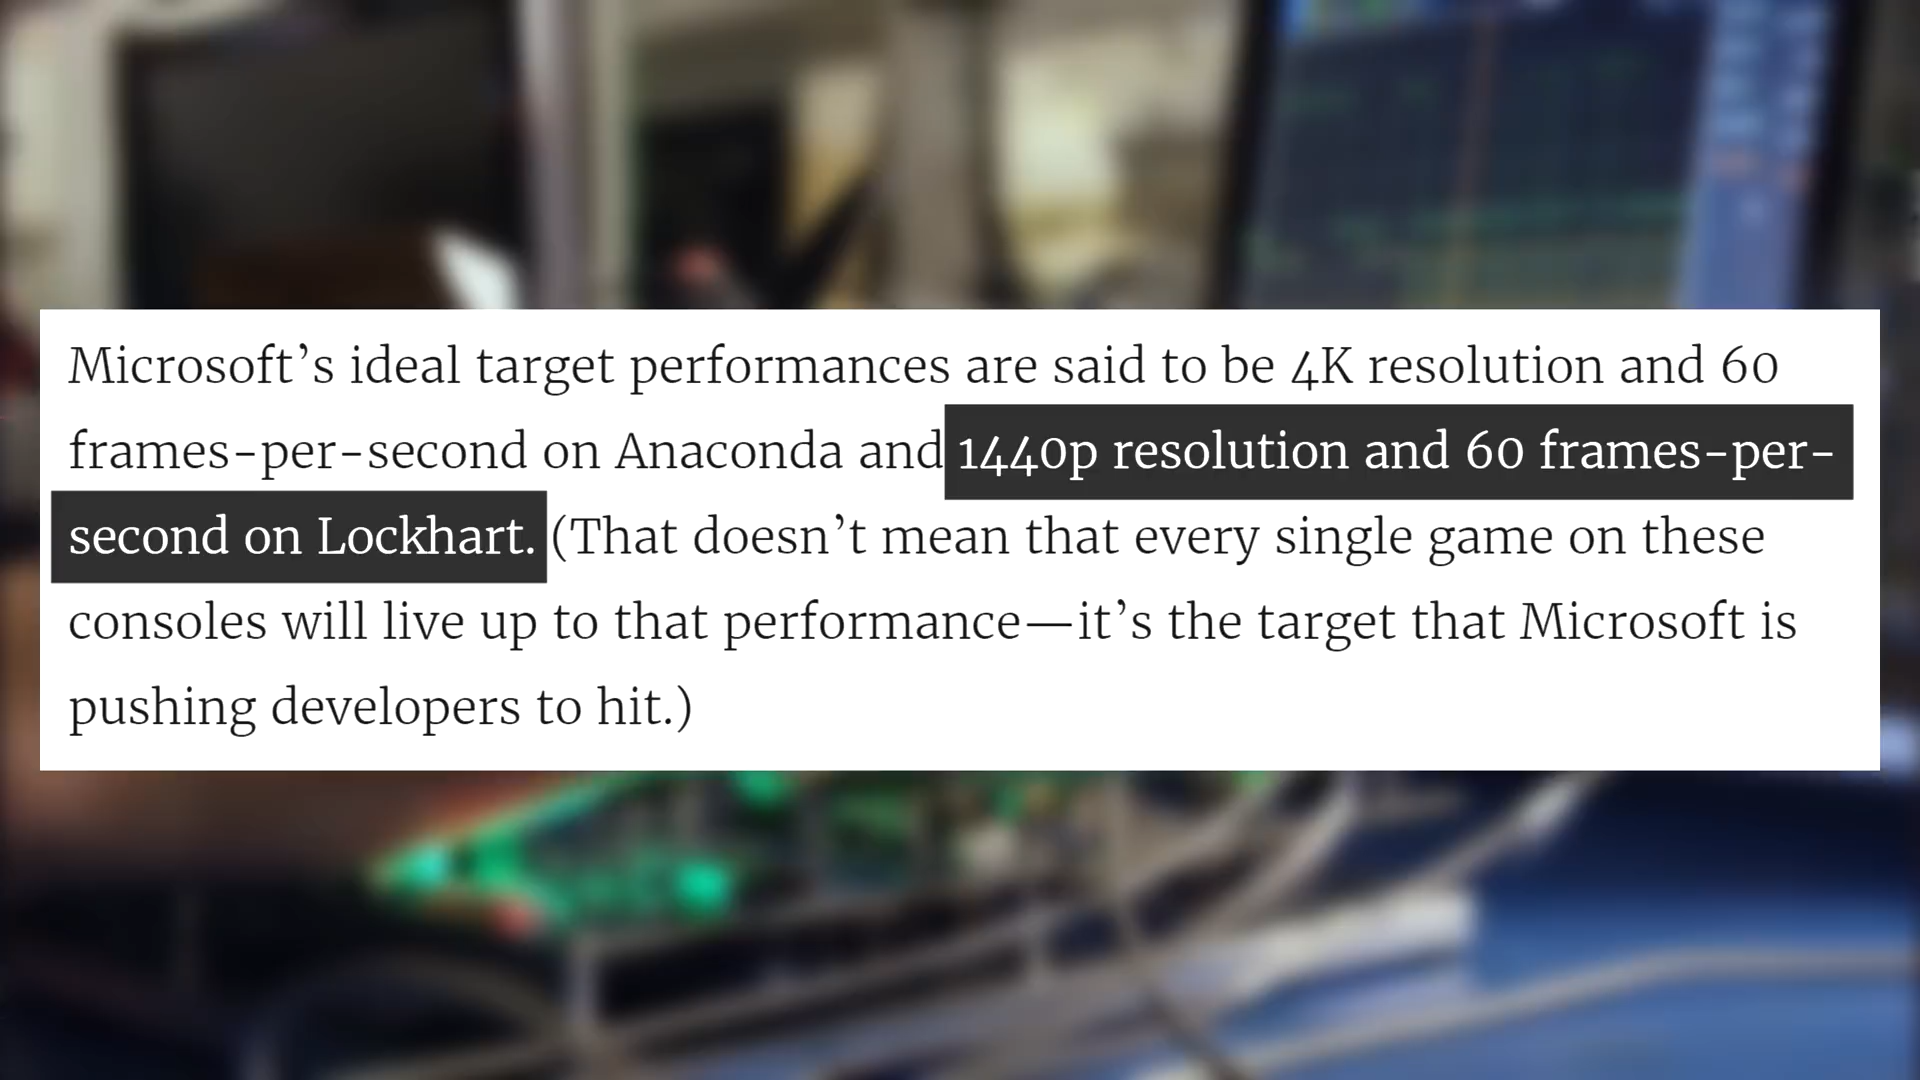 Microsoft’s ideal target performances are said to be 4K resolution and 60
frames-per-second on Anaconda and 1440p resolution and 60 frames-per-
second on Lockhart. (That doesn’t mean that every single game on these
consoles will live up to that performance—it’s the target that Microsoft is
pushing developers to hit.)